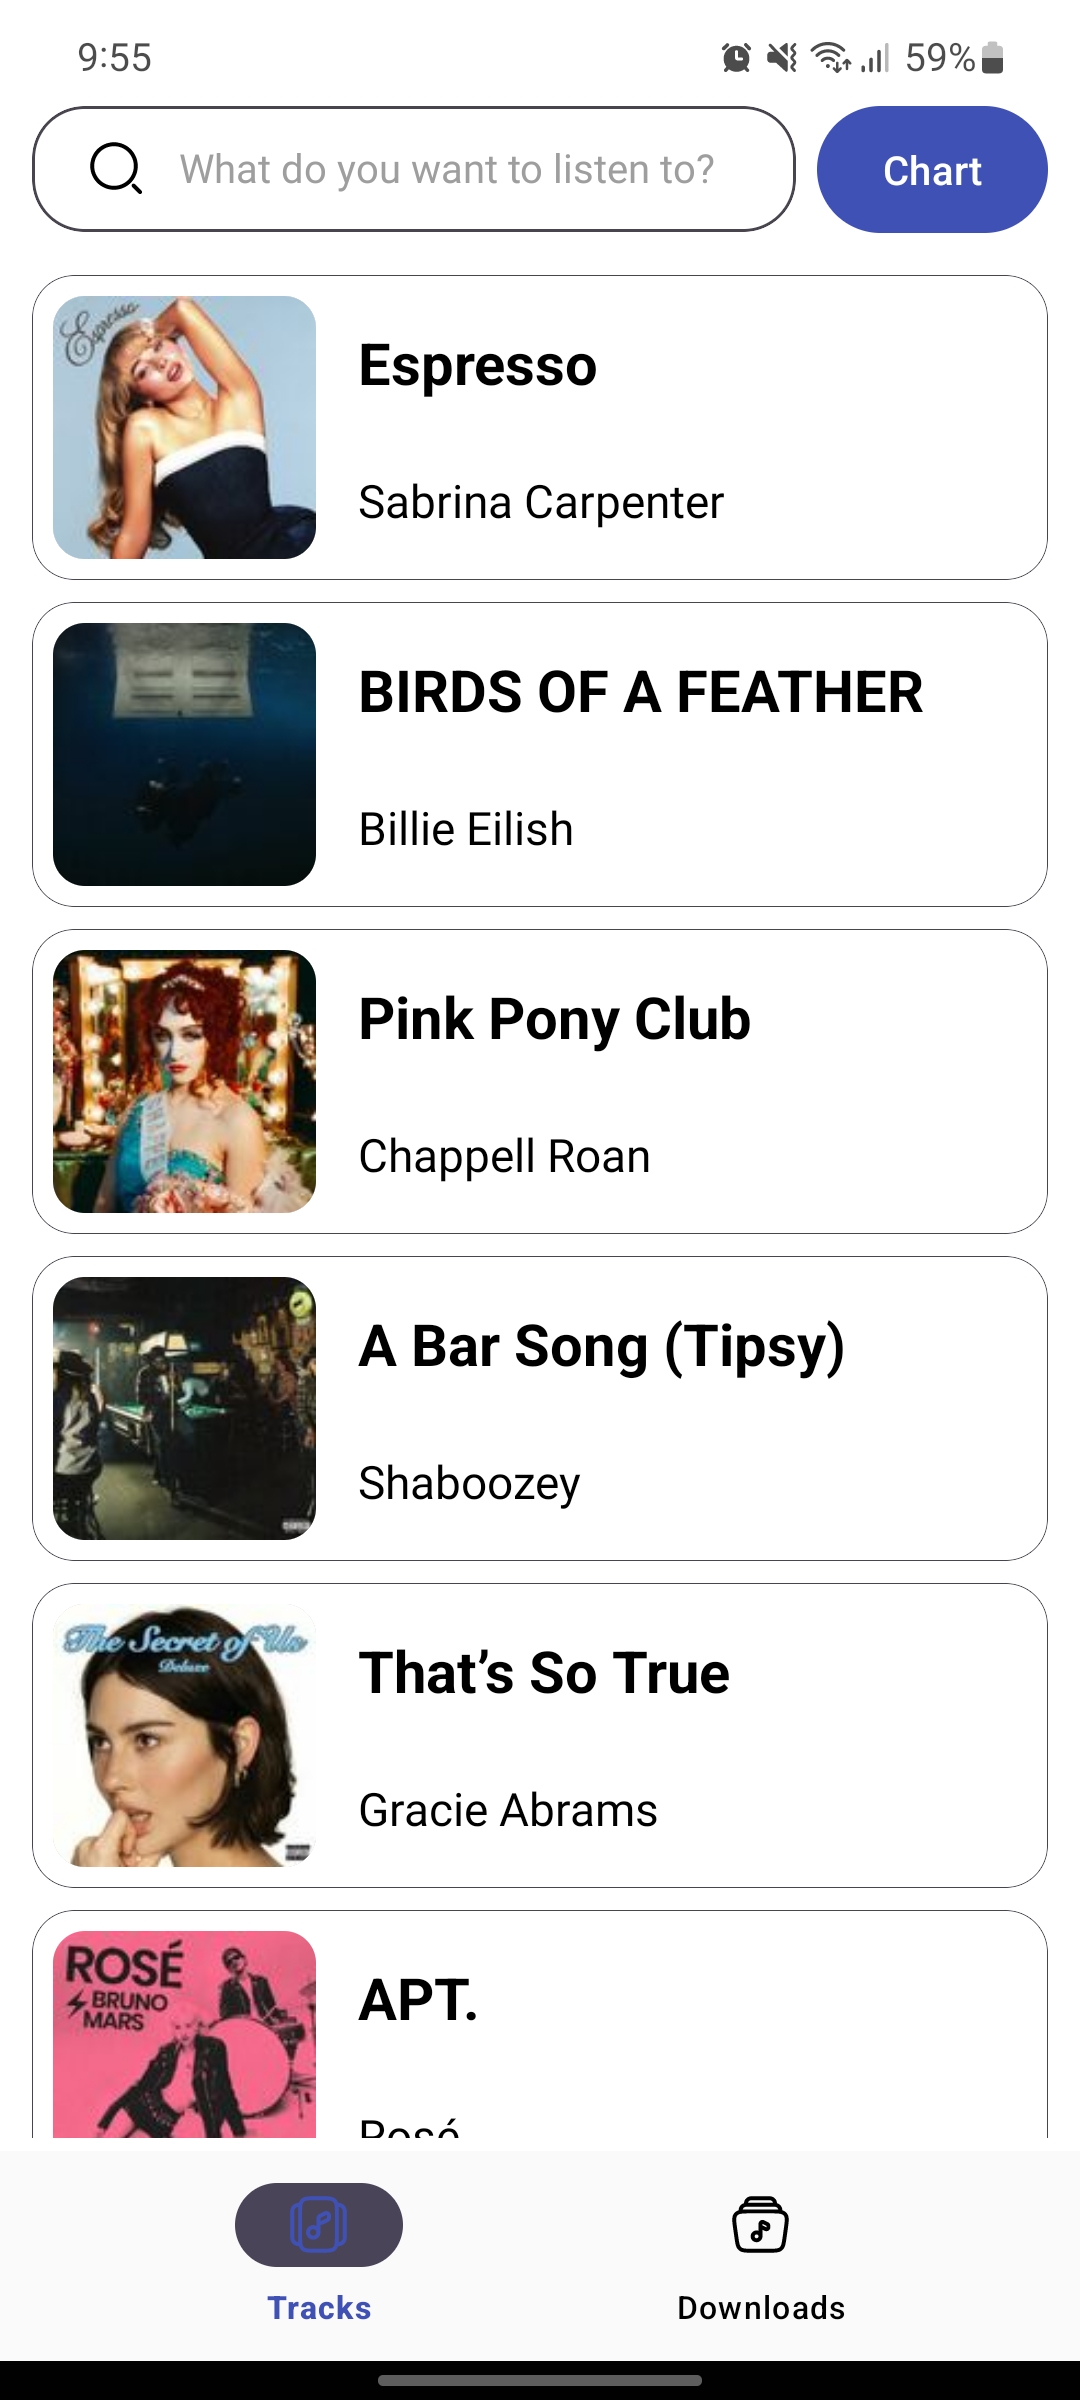 9:55
59%
What do you want to listen to?
Chart
Espresso
Espresso
Sabrina Carpenter
BIRDS OF A FEATHER
Billie Eilish
Pink Pony Club
Chappell Roan
A Bar Song (Tipsy)
Shaboozey
The Secret of Us
Deluxe
That’s So True
Gracie Abrams
ROSÉ
BRUNO
MARS
APT.
Rosé
Tracks
Downloads